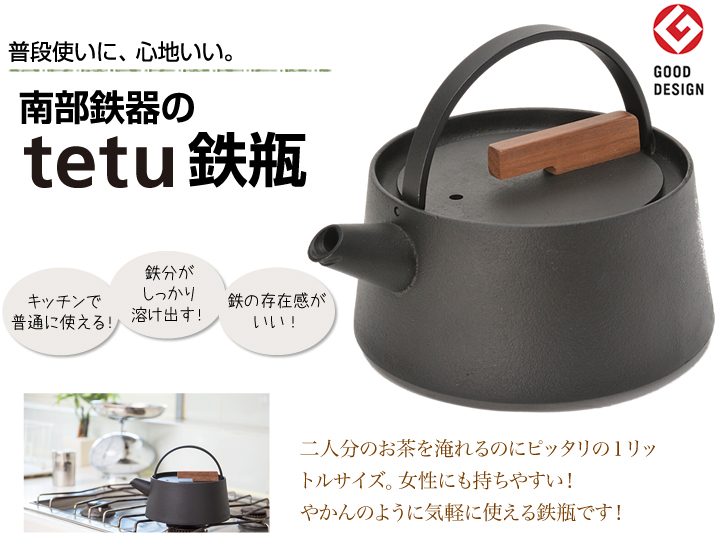 普段使いに、心地いい。
南部鉄器の
tetu 鉄瓶
GOOD
DESIGN
キッチンで
普通に使える!
鉄分が
しっかり
溶け出す!
鉄の存在感が
いい!
二人分のお茶を淹れるのにピッタリの1リッ
トルサイズ。女性にも持ちやすい!
やかんのように気軽に使える鉄瓶です!